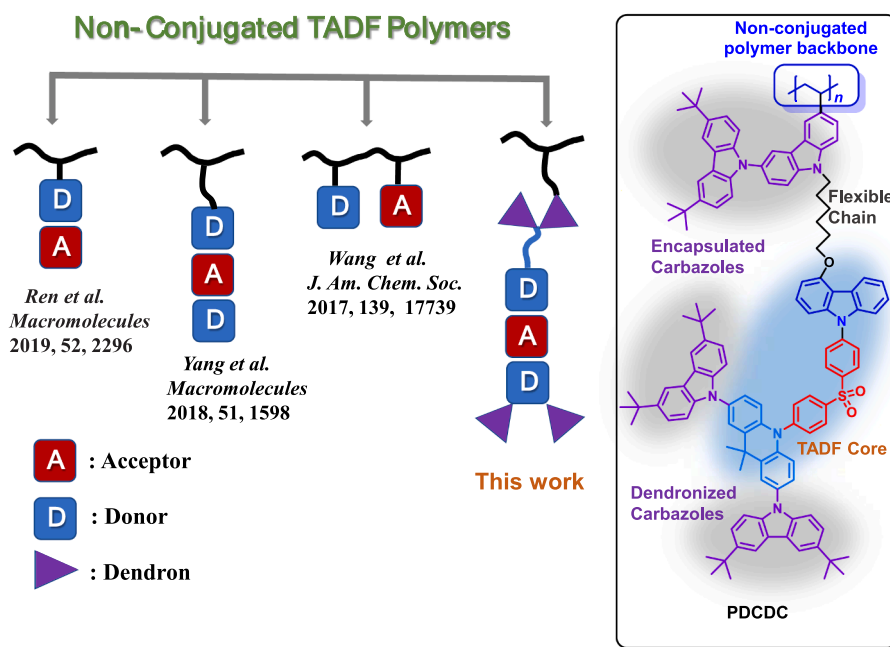 Non-Conjugated TADF Polymers
D
A
Ren et al.
Macromolecules
2019, 52, 2296
D
A
D
Yang et al.
Macromolecules
2018, 51, 1598
D
A
Wang et al.
J. Am. Chem. Soc.
2017, 139, 17739
D
A
D
This work
A : Acceptor
D : Donor
: Dendron
Non-conjugated
polymer backbone
n
N
N
Flexible
Chain
Encapsulated
Carbazoles
O
N
N
S
O
O
N
TADF Core
Dendronized
Carbazoles
N
PDCDC